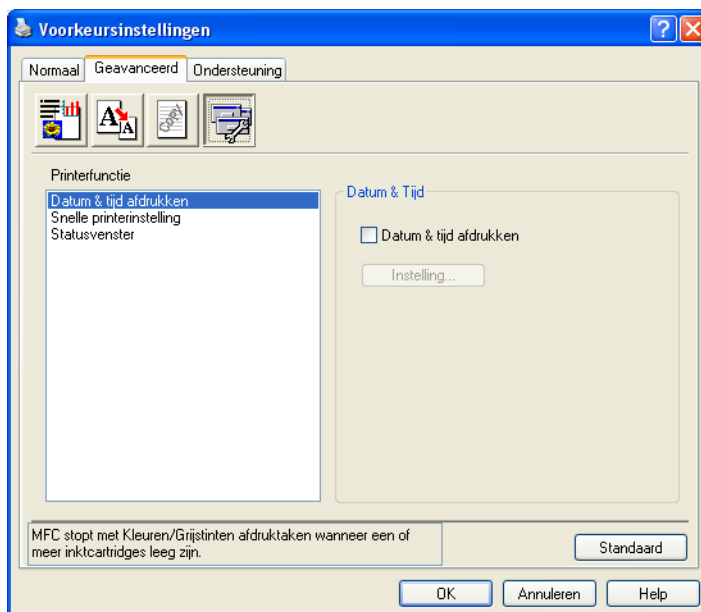 Voorkeursinstellingen
Normaal Geavanceerd Ondersteuning
A A Copy
Printerfunctie
Datum & tijd afdrukken
Snelle printerinstelling
Statusvenster
Datum & Tijd
Datum & tijd afdrukken
Instelling...
MFC stopt met Kleuren/Grijstinten afdruktaken wanneer een of
meer inktcartridges leeg zijn.
Standaard
OK Annuleren Help